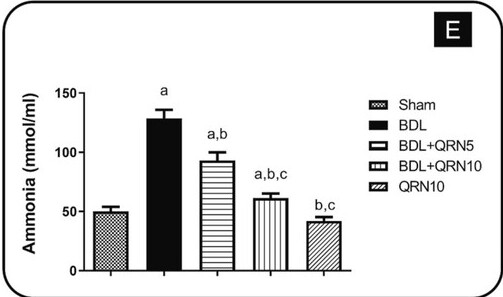 E
Ammonia (mmol/ml)
150
100
50
0
a
a,b
a,b,c
b,c
Sham
BDL
BDL+QRN5
BDL+QRN10
QRN10